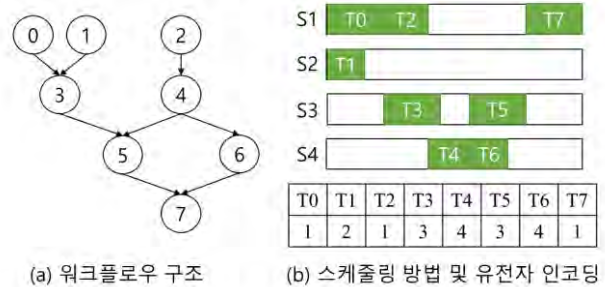 0 1 2
3 4
5 6
7
(a) 워크플로우 구조
S1 T0 T2 T7
S2 T1
S3 T3 T5
S4 T4 T6
T0 T1 T2 T3 T4 T5 T6 T7
1 2 1 3 4 3 4 1
(b) 스케줄링 방법 및 유전자 인코딩